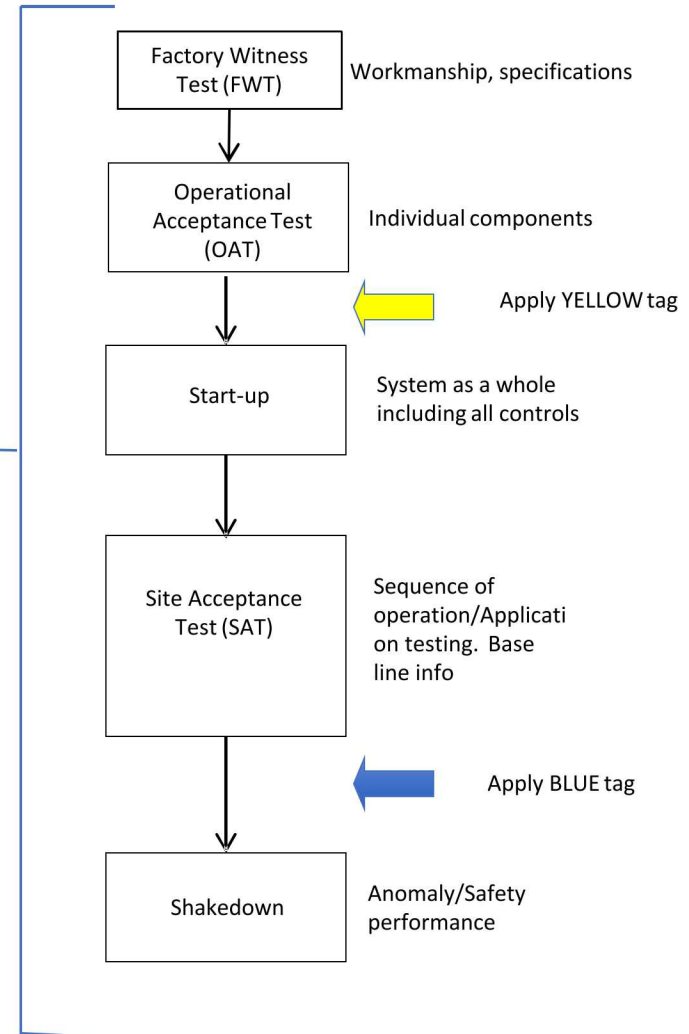 Factory Witness
Test (FWT)
Workmanship, specifications
Operational
Acceptance Test
(OAT)
Individual components
Apply YELLOW tag
Start-up
System as a whole
including all controls
Site Acceptance
Test (SAT)
Sequence of
operation/Applicati
on testing.  Base
line info
Apply BLUE tag
Shakedown
Anomaly/Safety
performance